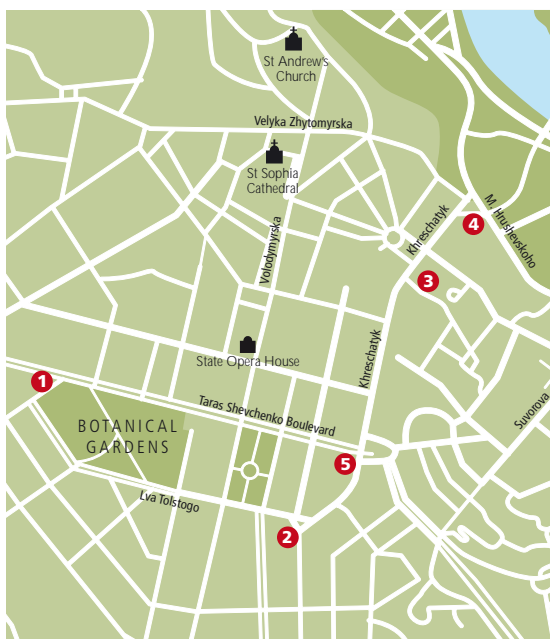 St Andrew's
Church
Velyka Zhytomyrska
St Sophia
Cathedral
M. Hrushevskoho
Khreschatyk
4
Volodymyrska
3
State Opera House
Khreschatyk
1
Taras Shevchenko Boulevard
Suvorova
BOTANICAL
GARDENS
5
Lva Tolstogo
2